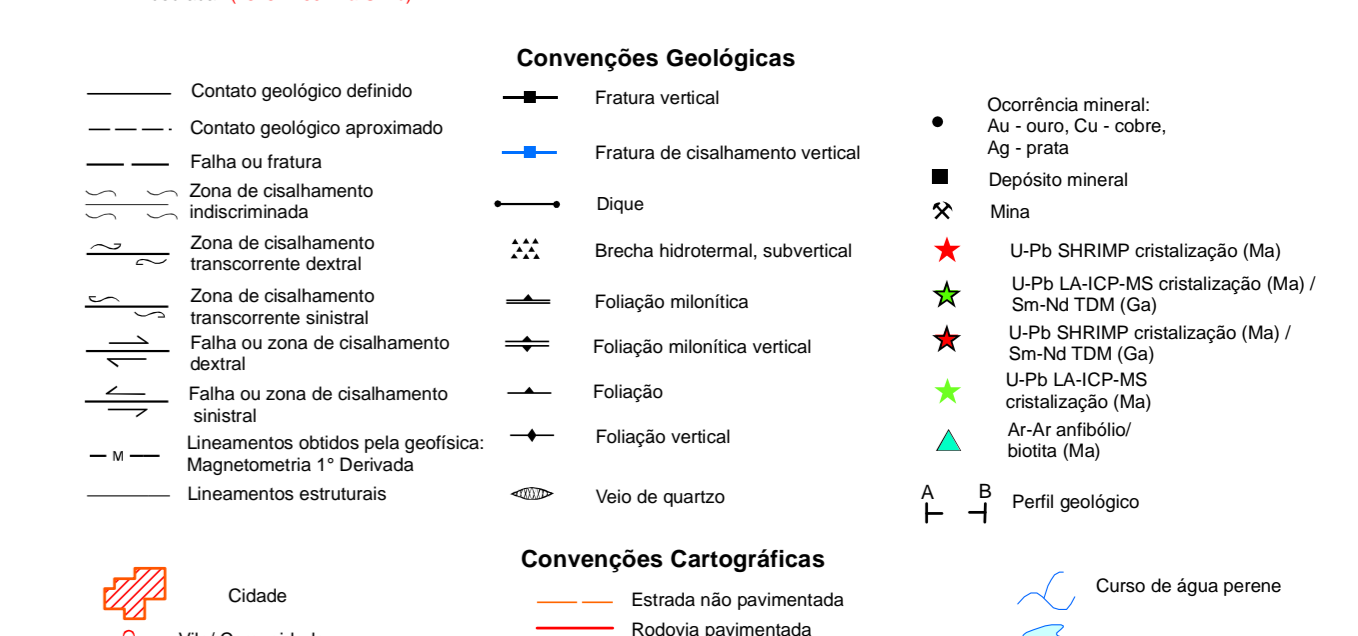 Convenções Geológicas
Contato geológico definido
Contato geológico aproximado
Falha ou fratura
Zona de cisalhamento
indiscriminada
Zona de cisalhamento
transcorrente dextral
Zona de cisalhamento
transcorrente sinistral
Falha ou zona de cisalhamento
dextral
Falha ou zona de cisalhamento
sinistral
M
Lineamentos obtidos pela geofísica:
Magnetometria 1° Derivada
Lineamentos estruturais
Fratura vertical
Fratura de cisalhamento vertical
Dique
Brecha hidrotermal, subvertical
Foliação milonítica
Foliação milonítica vertical
Foliação
Foliação vertical
Veio de quartzo
Ocorrência mineral:
Au - ouro, Cu - cobre,
Ag - prata
Depósito mineral
Mina
U-Pb SHRIMP cristalização (Ma)
U-Pb LA-ICP-MS cristalização (Ma) /
Sm-Nd TDM (Ga)
U-Pb SHRIMP cristalização (Ma) /
Sm-Nd TDM (Ga)
U-Pb LA-ICP-MS
cristalização (Ma)
Ar-Ar anfibólio/
biotita (Ma)
A B
Perfil geológico
Convenções Cartográficas
Cidade
Estrada não pavimentada
Rodovia pavimentada
Curso de água perene